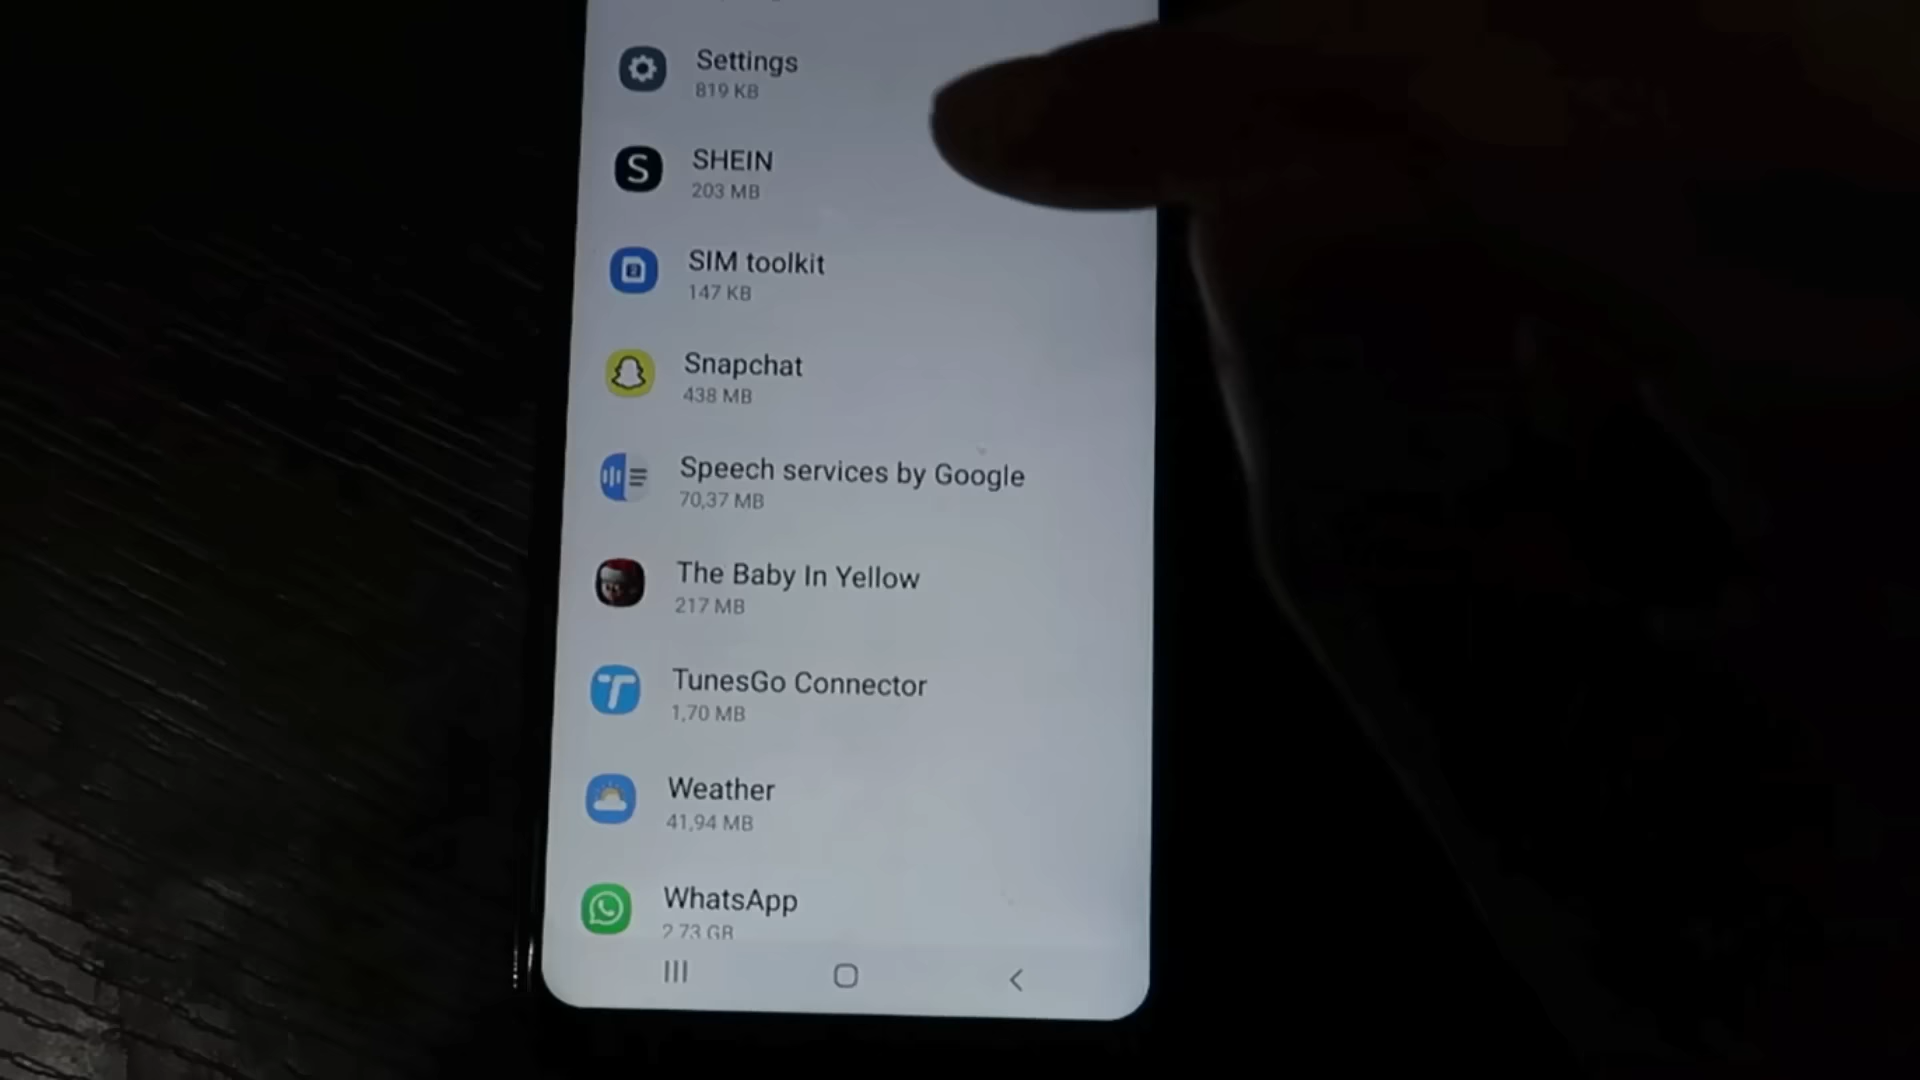 Settings
819 KB
SHEIN
203 MB
SIM toolkit
147 KB
Snapchat
438 MB
Speech services by Google
70,37 MB
The Baby In Yellow
217 MB
TunesGo Connector
1,70 MB
Weather
41,94 MB
WhatsApp
2,73 GB